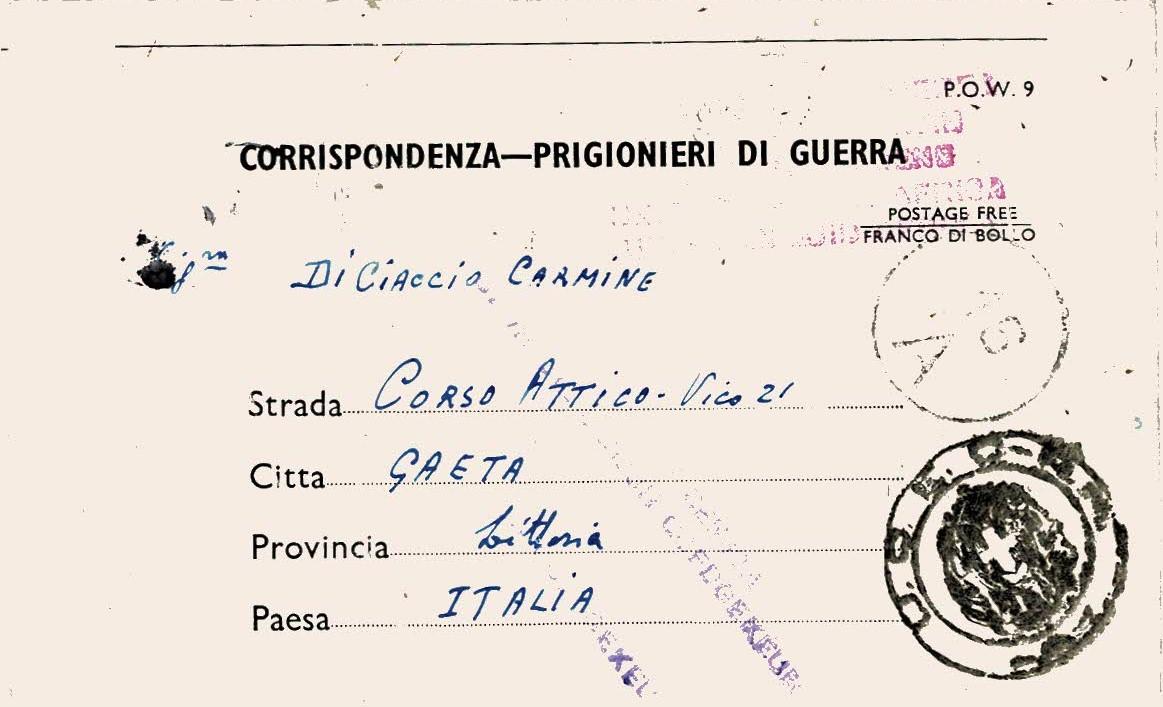 P.O.W. 9
CORRISPONDENZA—PRIGIONIERI DI GUERRA
POSTAGE FREE
FRANCO DI BOLLO
Di Ciaccio Carmine
Strada Corso Attico - Vico 21
Citta GAETA
Provincia Littoria
Paesa ITALIA